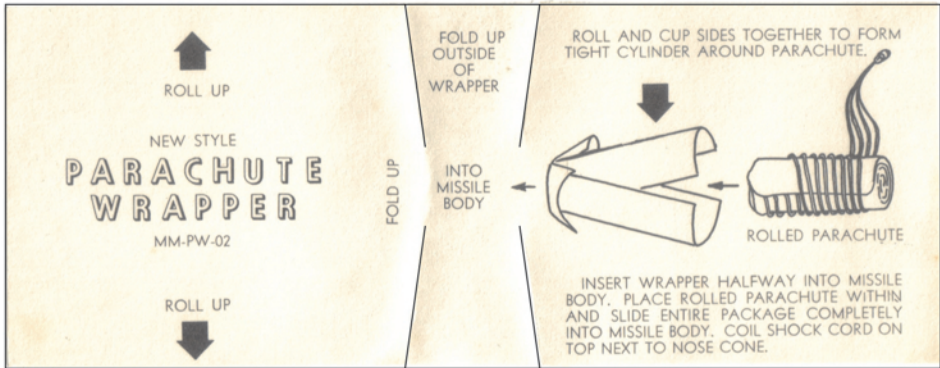 ROLL UP
NEW STYLE
PARACHUTE
WRAPPER
MM-PW-02
ROLL UP
FOLD UP
FOLD UP
OUTSIDE
OF
WRAPPER
INTO
MISSILE
BODY
ROLL AND CUP SIDES TOGETHER TO FORM
TIGHT CYLINDER AROUND PARACHUTE.
ROLLED PARACHUTE
INSERT WRAPPER HALFWAY INTO MISSILE
BODY. PLACE ROLLED PARACHUTE WITHIN
AND SLIDE ENTIRE PACKAGE COMPLETELY
INTO MISSILE BODY. COIL SHOCK CORD ON
TOP NEXT TO NOSE CONE.